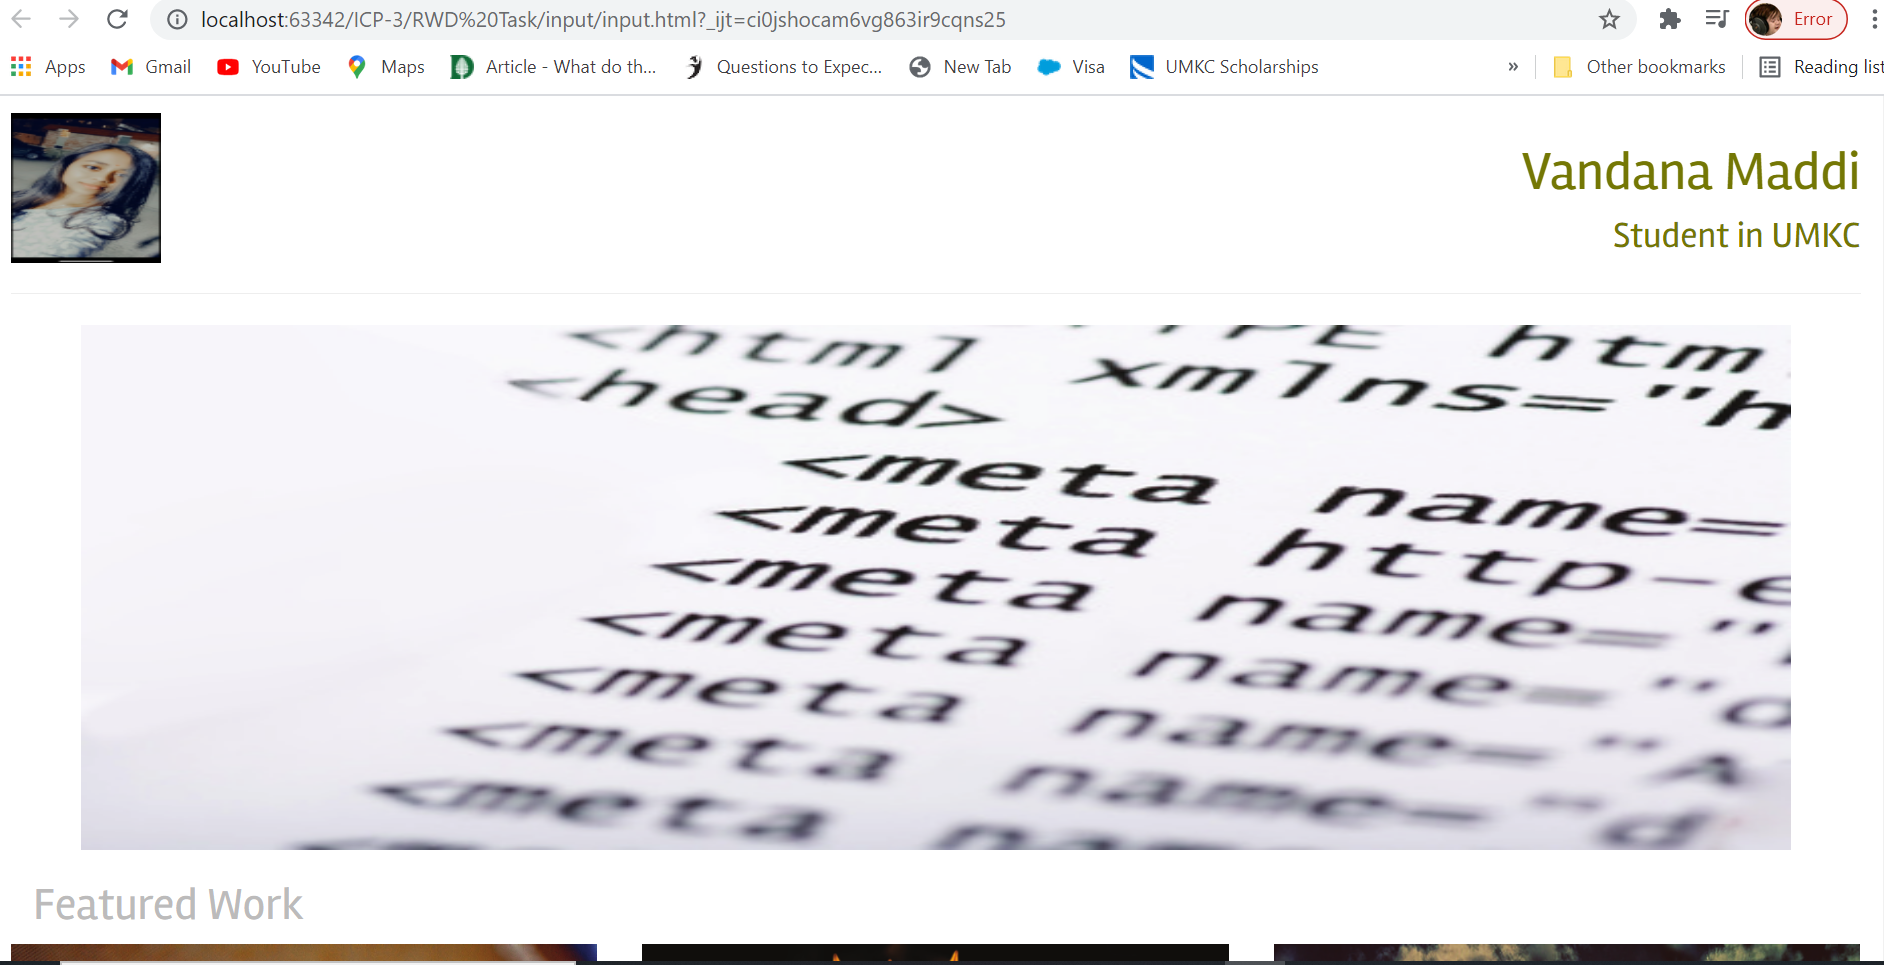 localhost:63342/ICP-3/RWD%20Task/input/input.html?_ijt=ci0jshocam6vg863ir9cqns25
Error
Apps Gmail YouTube Maps Article - What do th... Questions to Expec... New Tab Visa UMKC Scholarships » Other bookmarks Reading list
Vandana Maddi
Student in UMKC
<html xmlns="h
<head>
<meta name=
<meta http-e
<meta name="
<meta name="d
<meta name="A
<meta name="d
<meta
Featured Work